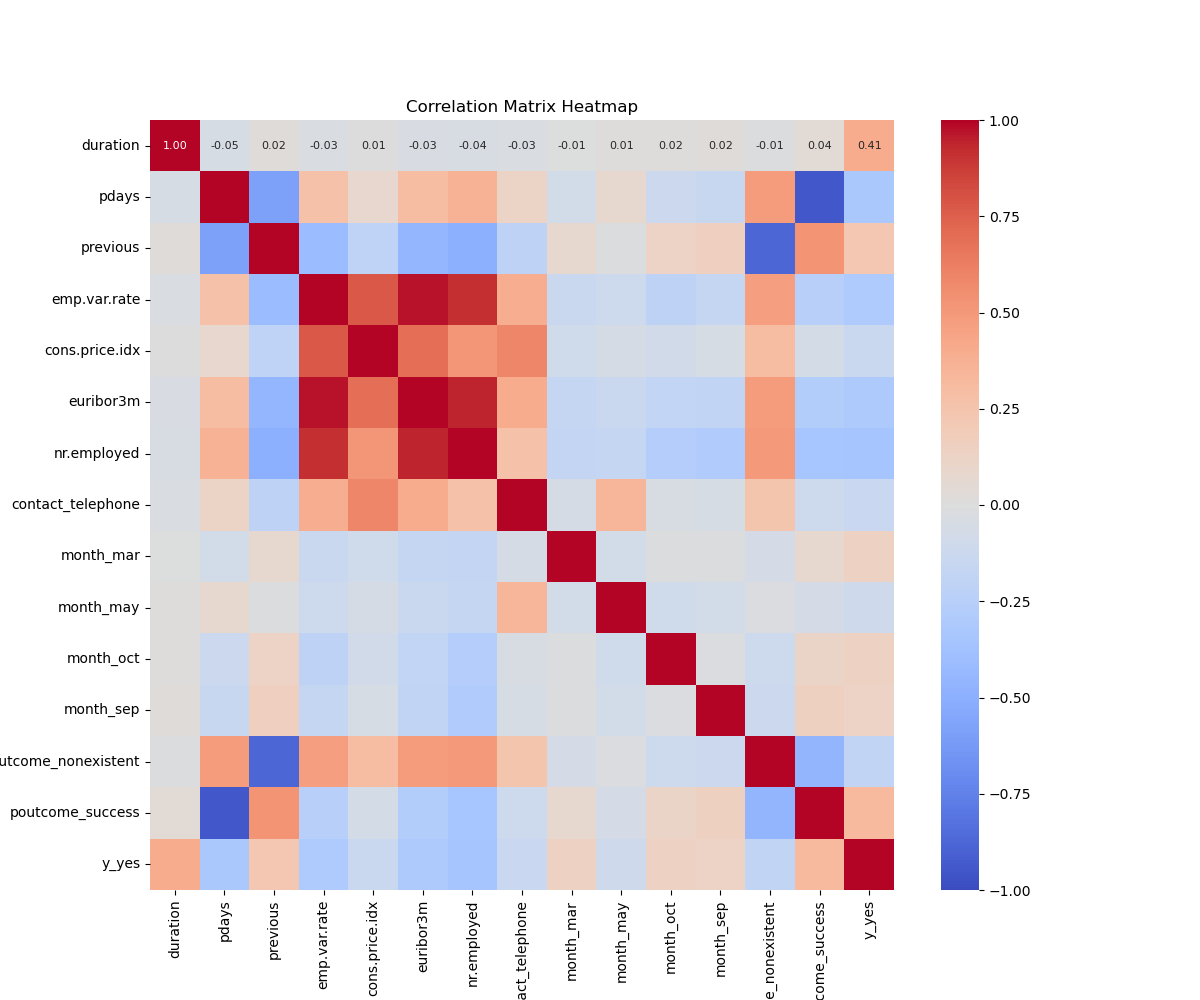 Correlation Matrix Heatmap
duration
1.00 -0.05 0.02 -0.03 0.01 -0.03 -0.04 -0.03 -0.01 0.01 0.02 0.02 -0.01 0.04 0.41
pdays
previous
emp.var.rate
cons.price.idx
euribor3m
nr.employed
contact_telephone
month_mar
month_may
month_oct
month_sep
utcome_nonexistent
poutcome_success
y_yes
duration
pdays
previous
emp.var.rate
cons.price.idx
euribor3m
nr.employed
act_telephone
month_mar
month_may
month_oct
month_sep
e_nonexistent
come_success
y_yes
1.00
0.75
0.50
0.25
0.00
−0.25
−0.50
−0.75
−1.00